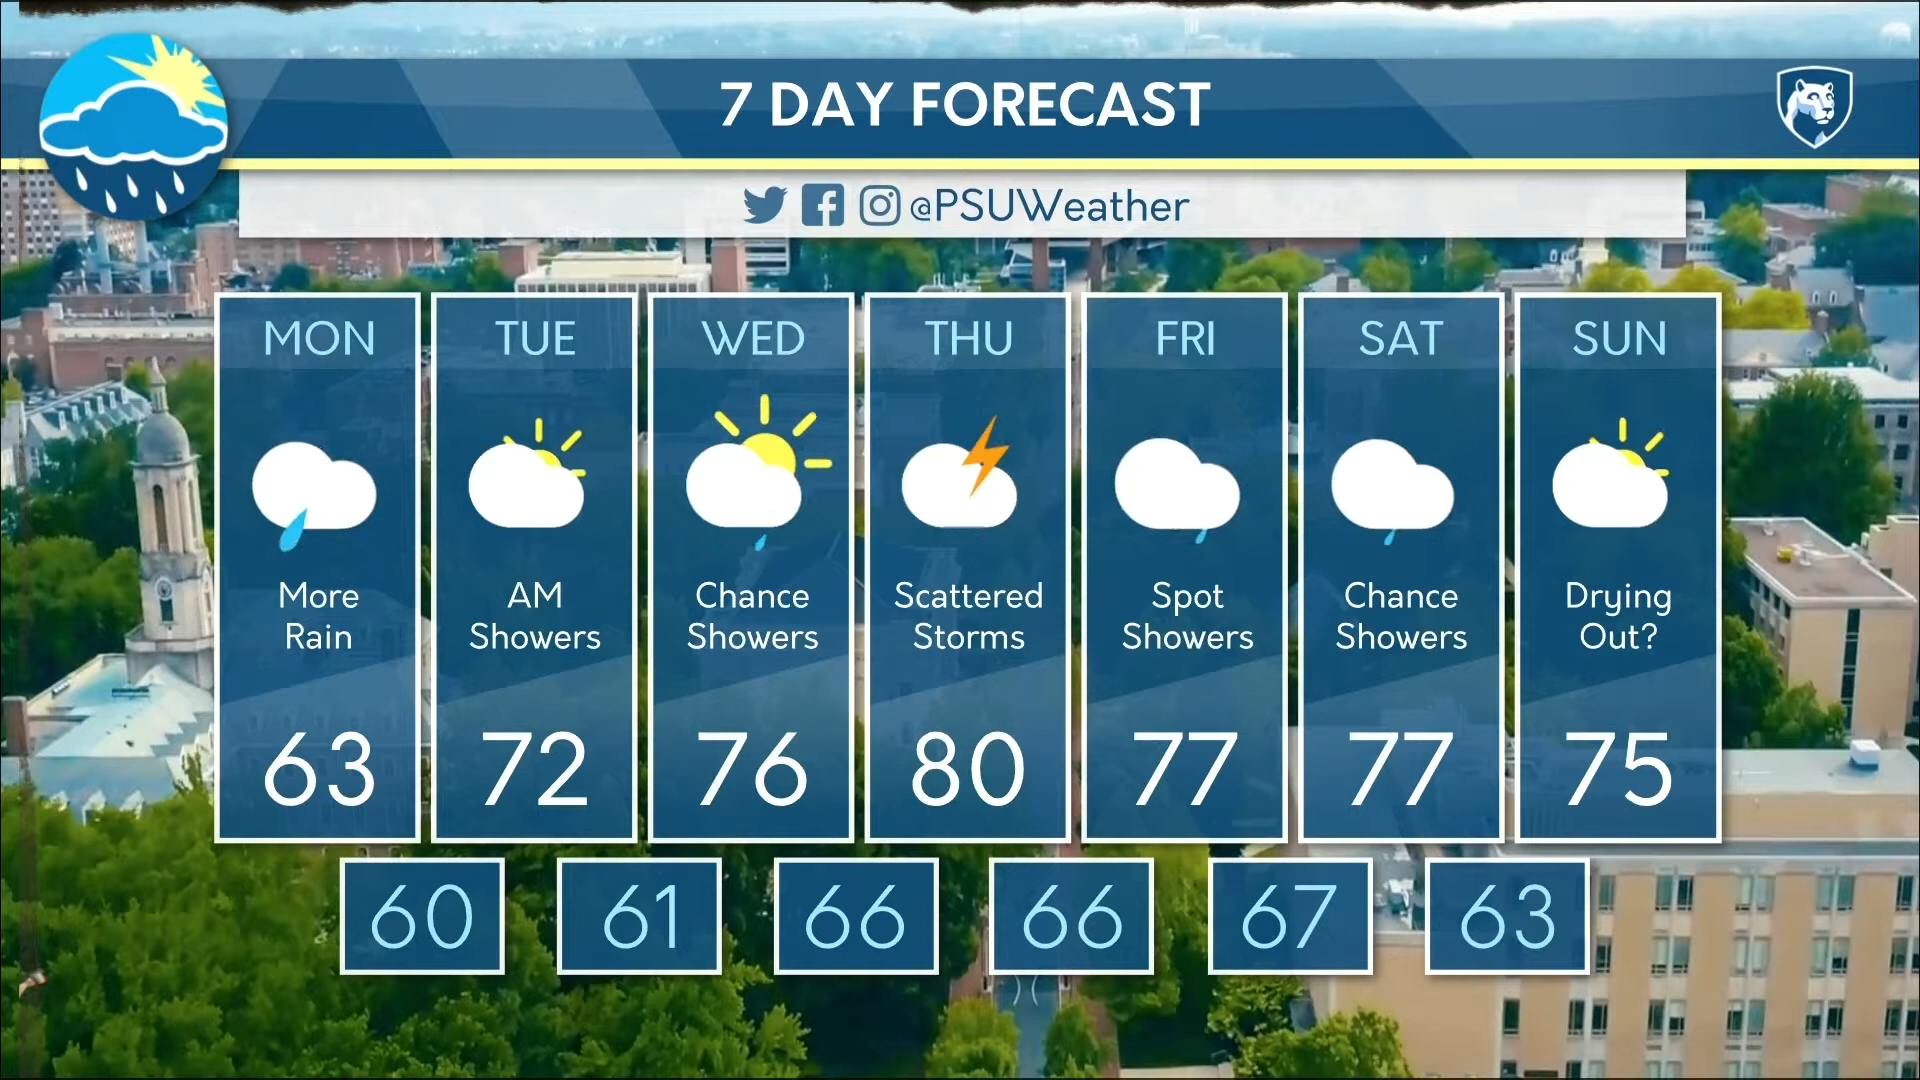 7 DAY FORECAST
@PSUWeather
MON
TUE
WED
THU
FRI
SAT
SUN
More
Rain
AM
Showers
Chance
Showers
Scattered
Storms
Spot
Showers
Chance
Showers
Drying
Out?
63
72
76
80
77
77
75
60
61
66
66
67
63